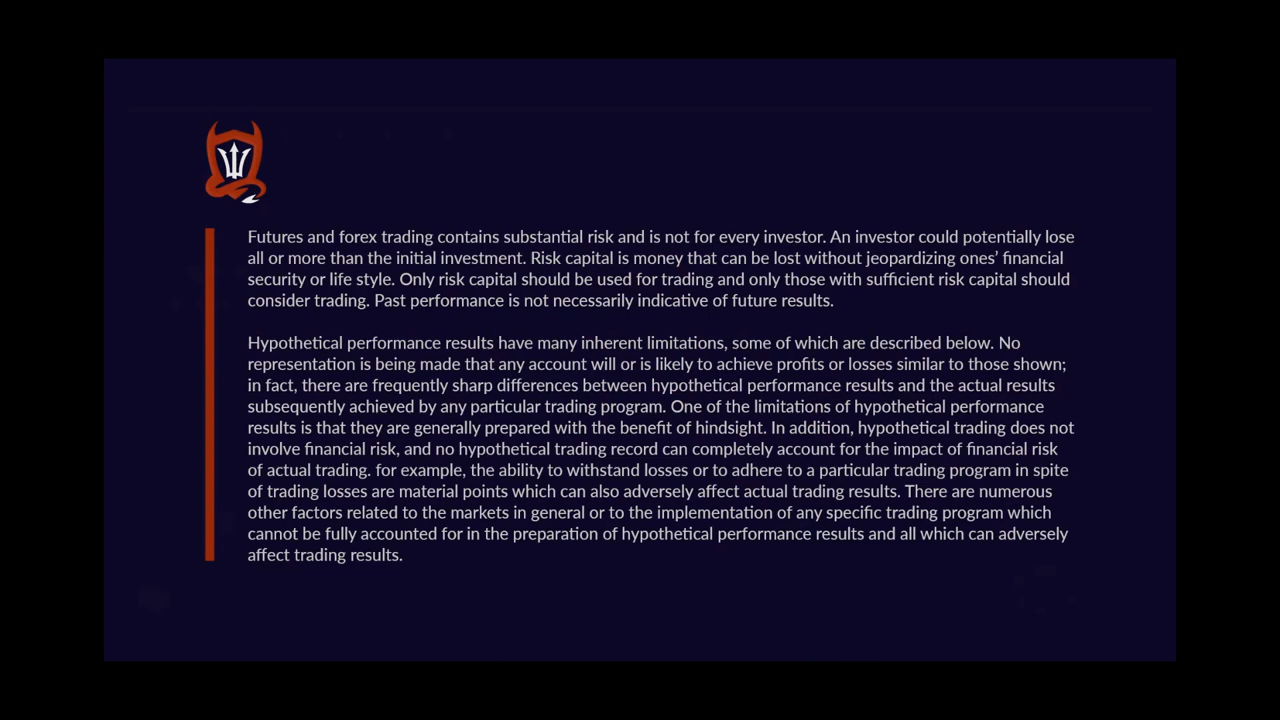 Futures and forex trading contains substantial risk and is not for every investor. An investor could potentially lose
all or more than the initial investment. Risk capital is money that can be lost without jeopardizing ones’ financial
security or life style. Only risk capital should be used for trading and only those with sufficient risk capital should
consider trading. Past performance is not necessarily indicative of future results.
Hypothetical performance results have many inherent limitations, some of which are described below. No
representation is being made that any account will or is likely to achieve profits or losses similar to those shown;
in fact, there are frequently sharp differences between hypothetical performance results and the actual results
subsequently achieved by any particular trading program. One of the limitations of hypothetical performance
results is that they are generally prepared with the benefit of hindsight. In addition, hypothetical trading does not
involve financial risk, and no hypothetical trading record can completely account for the impact of financial risk
of actual trading. for example, the ability to withstand losses or to adhere to a particular trading program in spite
of trading losses are material points which can also adversely affect actual trading results. There are numerous
other factors related to the markets in general or to the implementation of any specific trading program which
cannot be fully accounted for in the preparation of hypothetical performance results and all which can adversely
affect trading results.